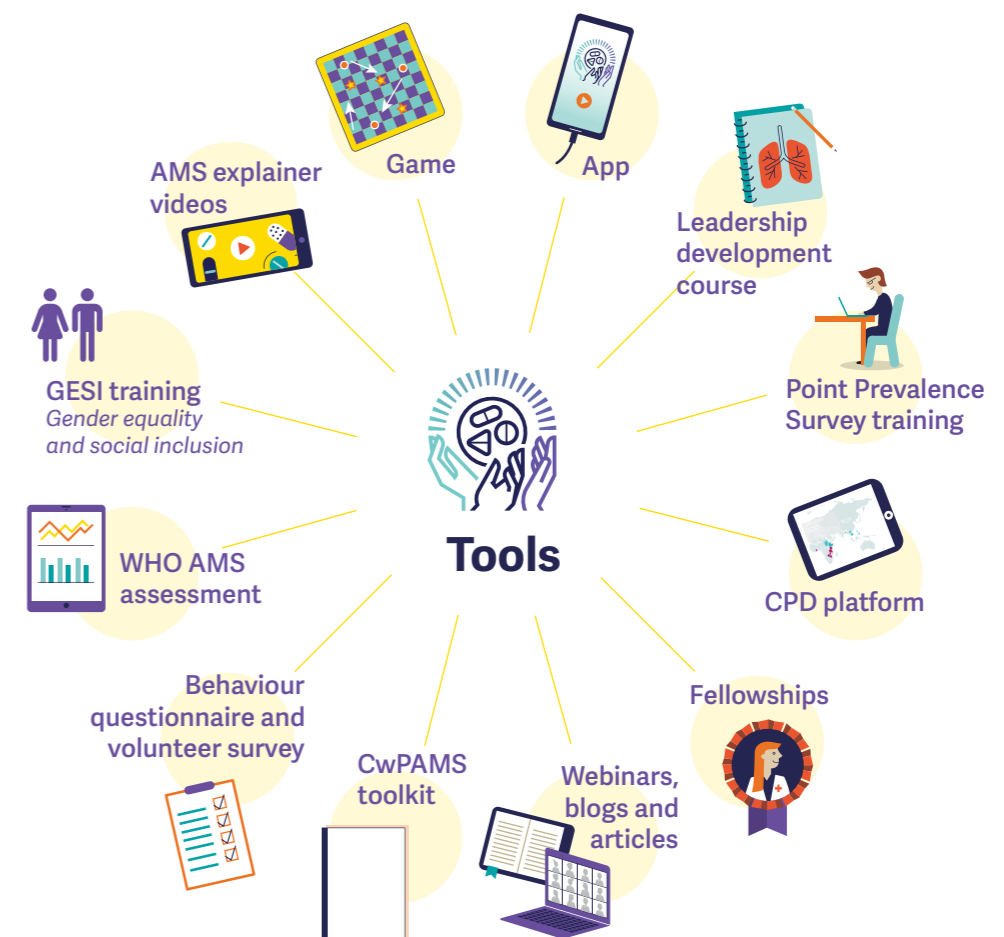 Game
App
AMS explainer
videos
Leadership
development
course
GESI training
Gender equality
and social inclusion
Point Prevalence
Survey training
Tools
WHO AMS
assessment
CPD platform
Behaviour
questionnaire and
volunteer survey
Fellowships
CwPAMS
toolkit
Webinars,
blogs and
articles